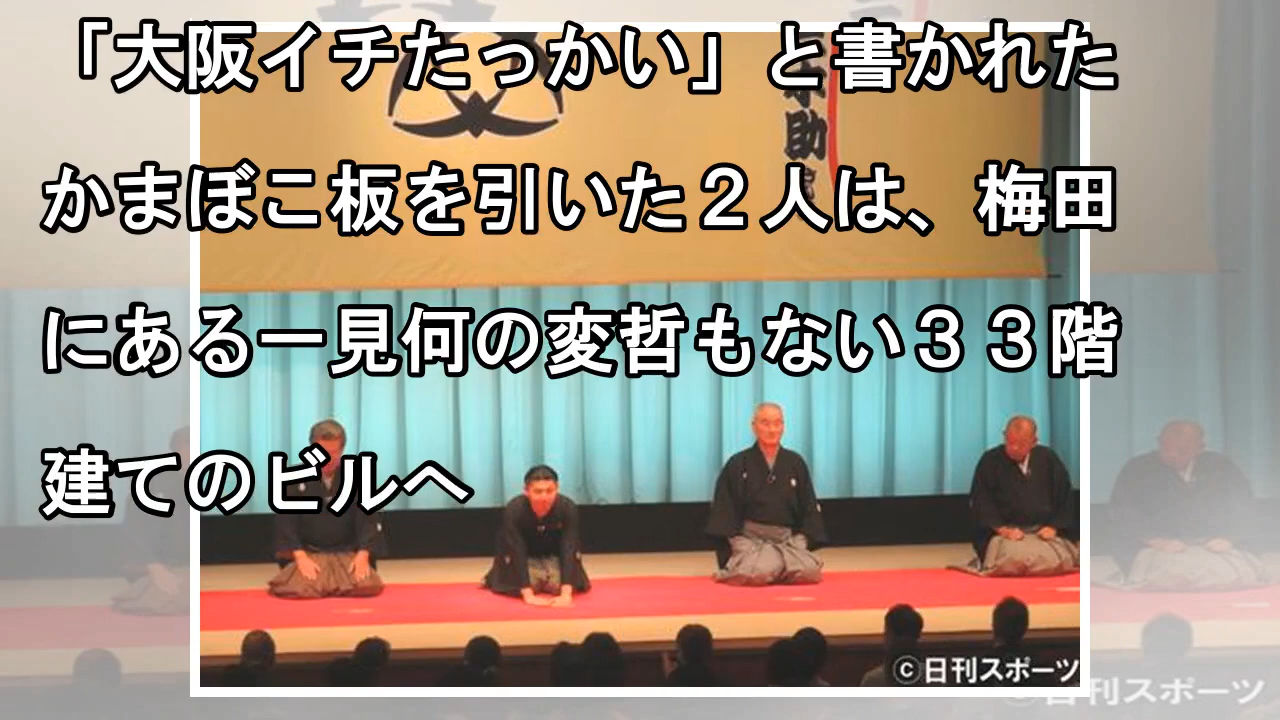 「大阪イチたっかい」と書かれた
かまぼこ板を引いた２人は、梅田
にある一見何の変哲もない３３階
建てのビルへ
助
©日刊スポーツ
刊スポーツ